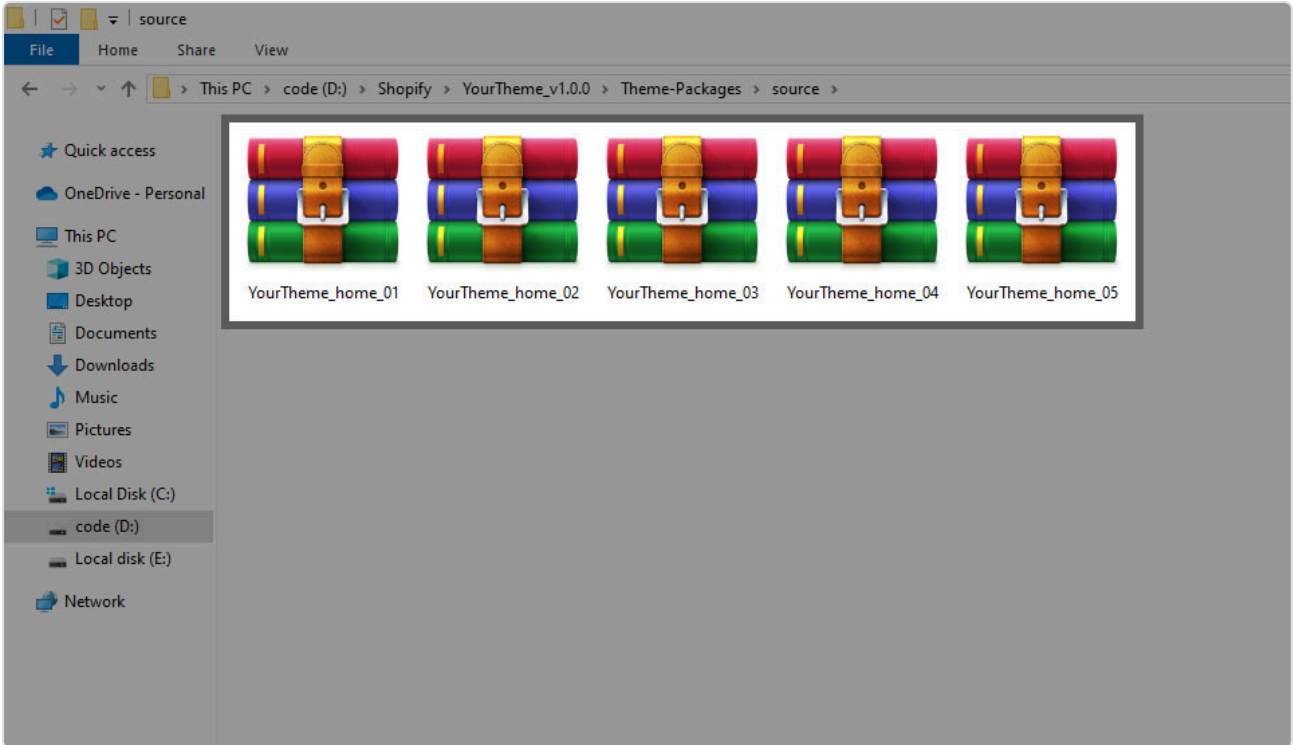 source
File Home Share View
This PC > code (D:) > Shopify > YourTheme_v1.0.0 > Theme-Packages > source >
Quick access
OneDrive - Personal
This PC
3D Objects
Desktop
Documents
Downloads
Music
Pictures
Videos
Local Disk (C:)
code (D:)
Local disk (E:)
Network
YourTheme_home_01 YourTheme_home_02 YourTheme_home_03 YourTheme_home_04 YourTheme_home_05